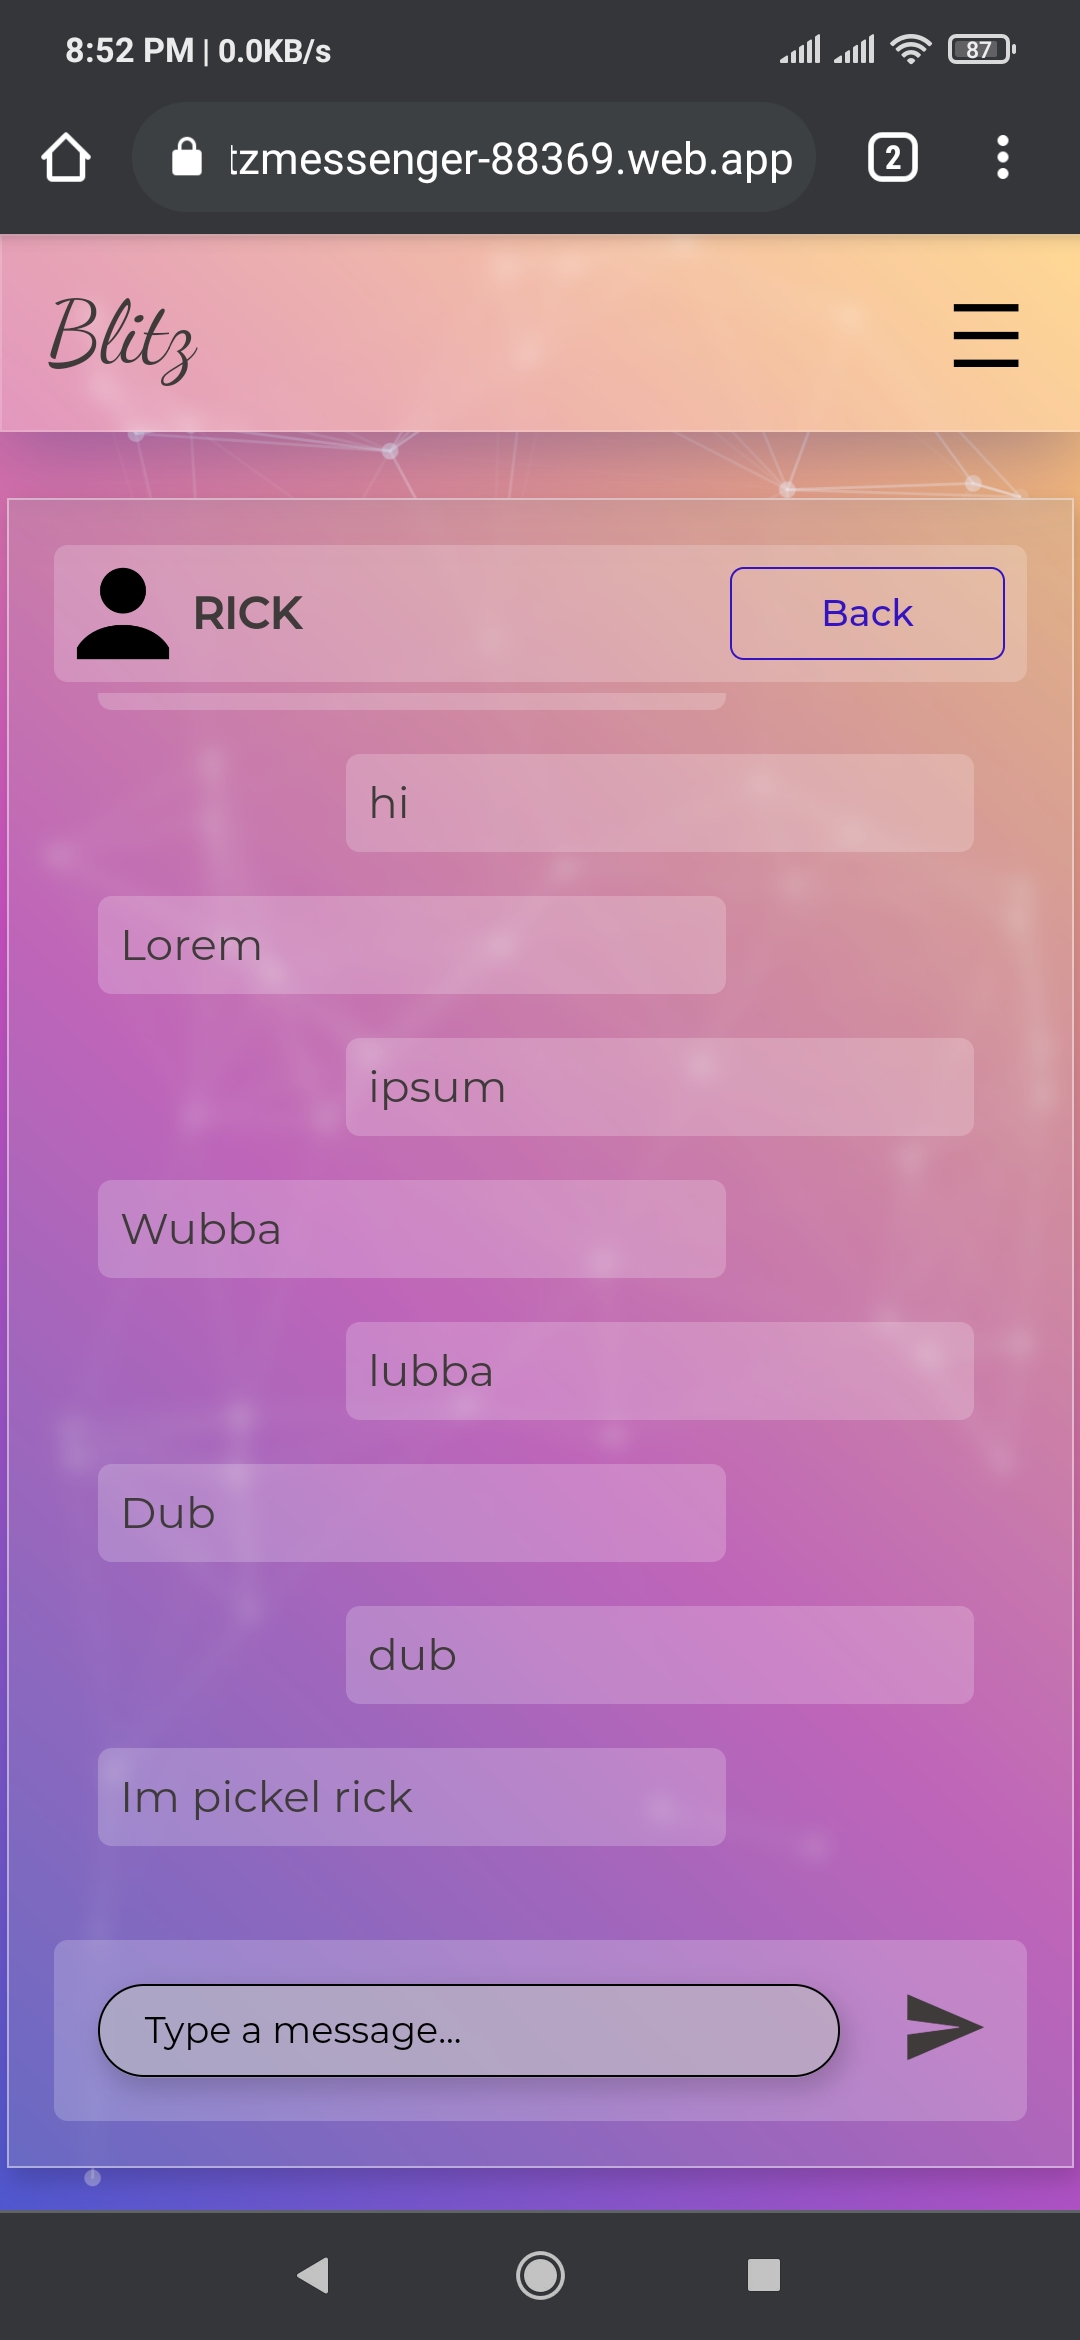 8:52 PM | 0.0KB/s
87
tzmessenger-88369.web.app
2
Blitz
RICK
Back
hi
Lorem
ipsum
Wubba
lubba
Dub
dub
Im pickel rick
Type a message...